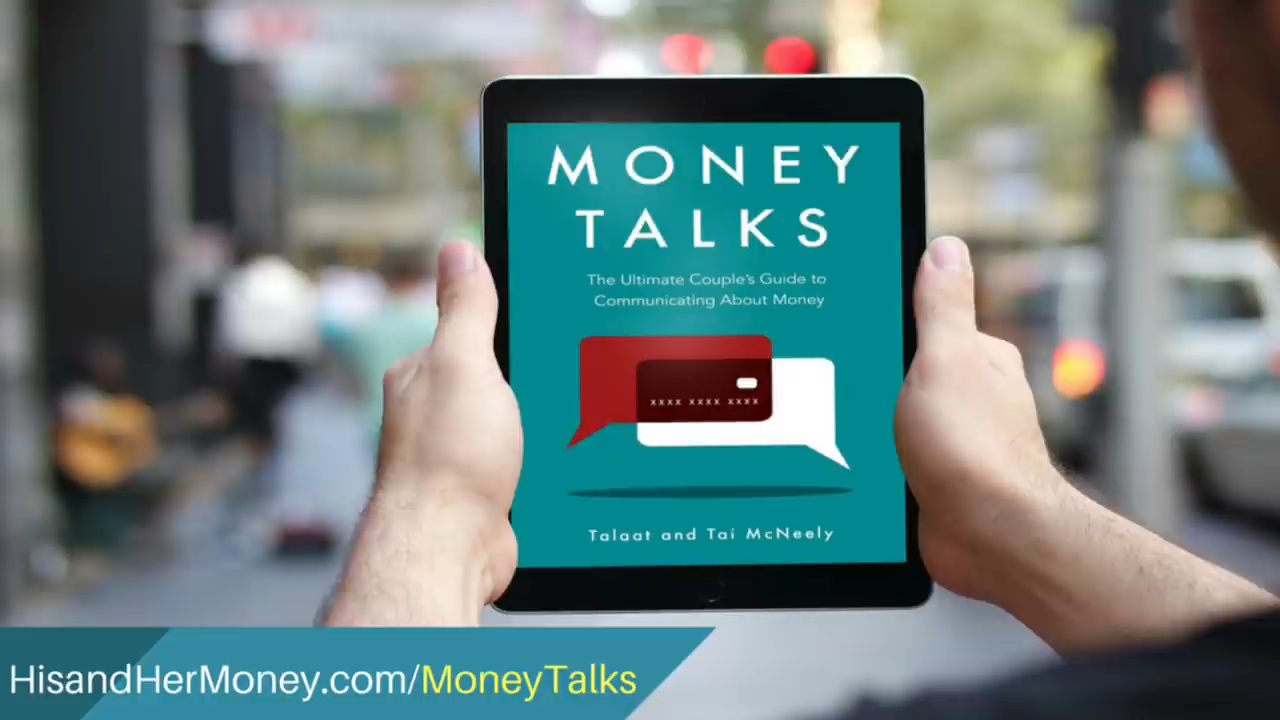 MONEY
TALKS
The Ultimate Couple's Guide to
Communicating About Money
xxxx xxxx xxxx
Talaat and Tai McNeely
HisandHerMoney.com/MoneyTalks